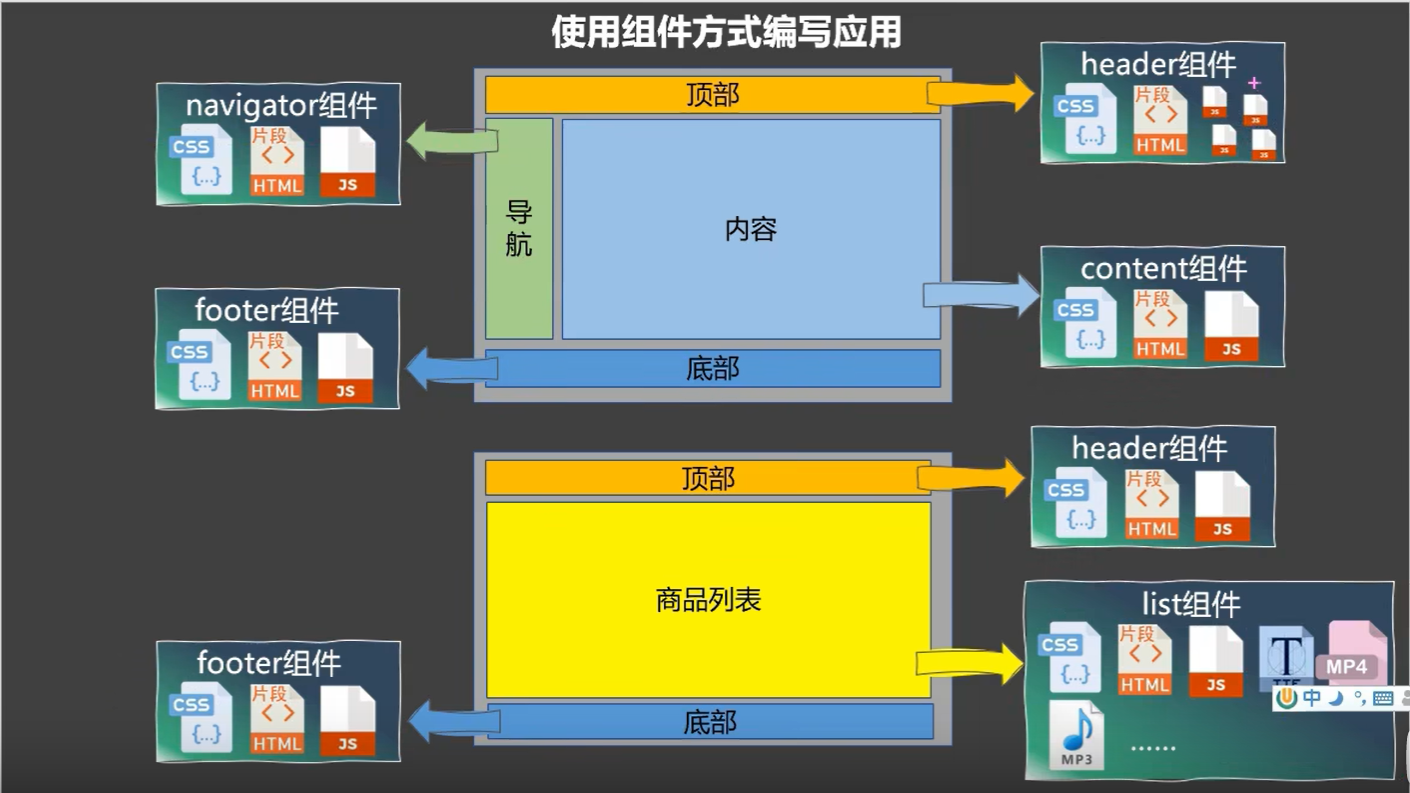 使用组件方式编写应用
navigator组件
CSS
{...}
片段
< >
HTML
JS
顶部
导
航
内容
底部
header组件
CSS
{...}
片段
< >
HTML
JS
JS
JS
JS
footer组件
CSS
{...}
片段
< >
HTML
JS
content组件
CSS
{...}
片段
< >
HTML
JS
顶部
商品列表
底部
header组件
CSS
{...}
片段
< >
HTML
JS
footer组件
CSS
{...}
片段
< >
HTML
JS
list组件
CSS
{...}
片段
< >
HTML
JS
T
TTF
MP4
中
MP3
......